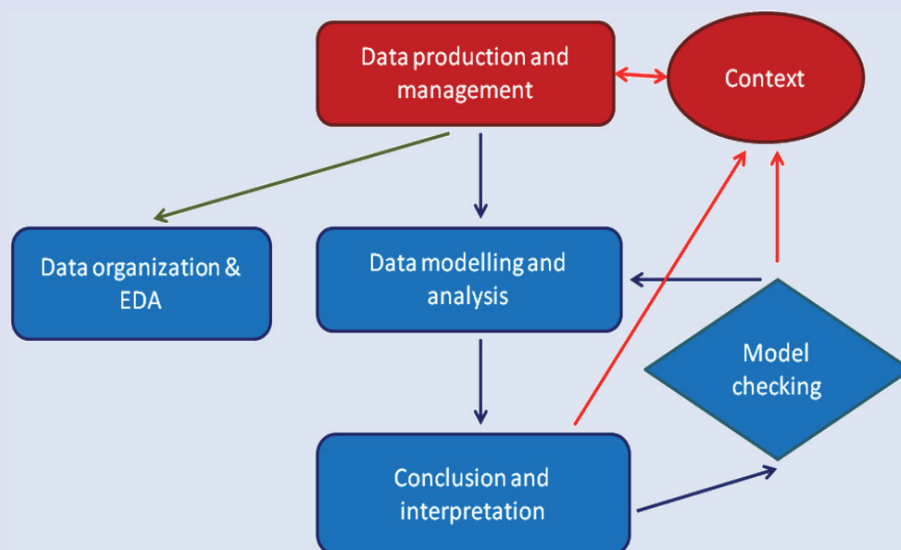 Data production and
management
Context
Data organization &
EDA
Data modelling and
analysis
Model
checking
Conclusion and
interpretation